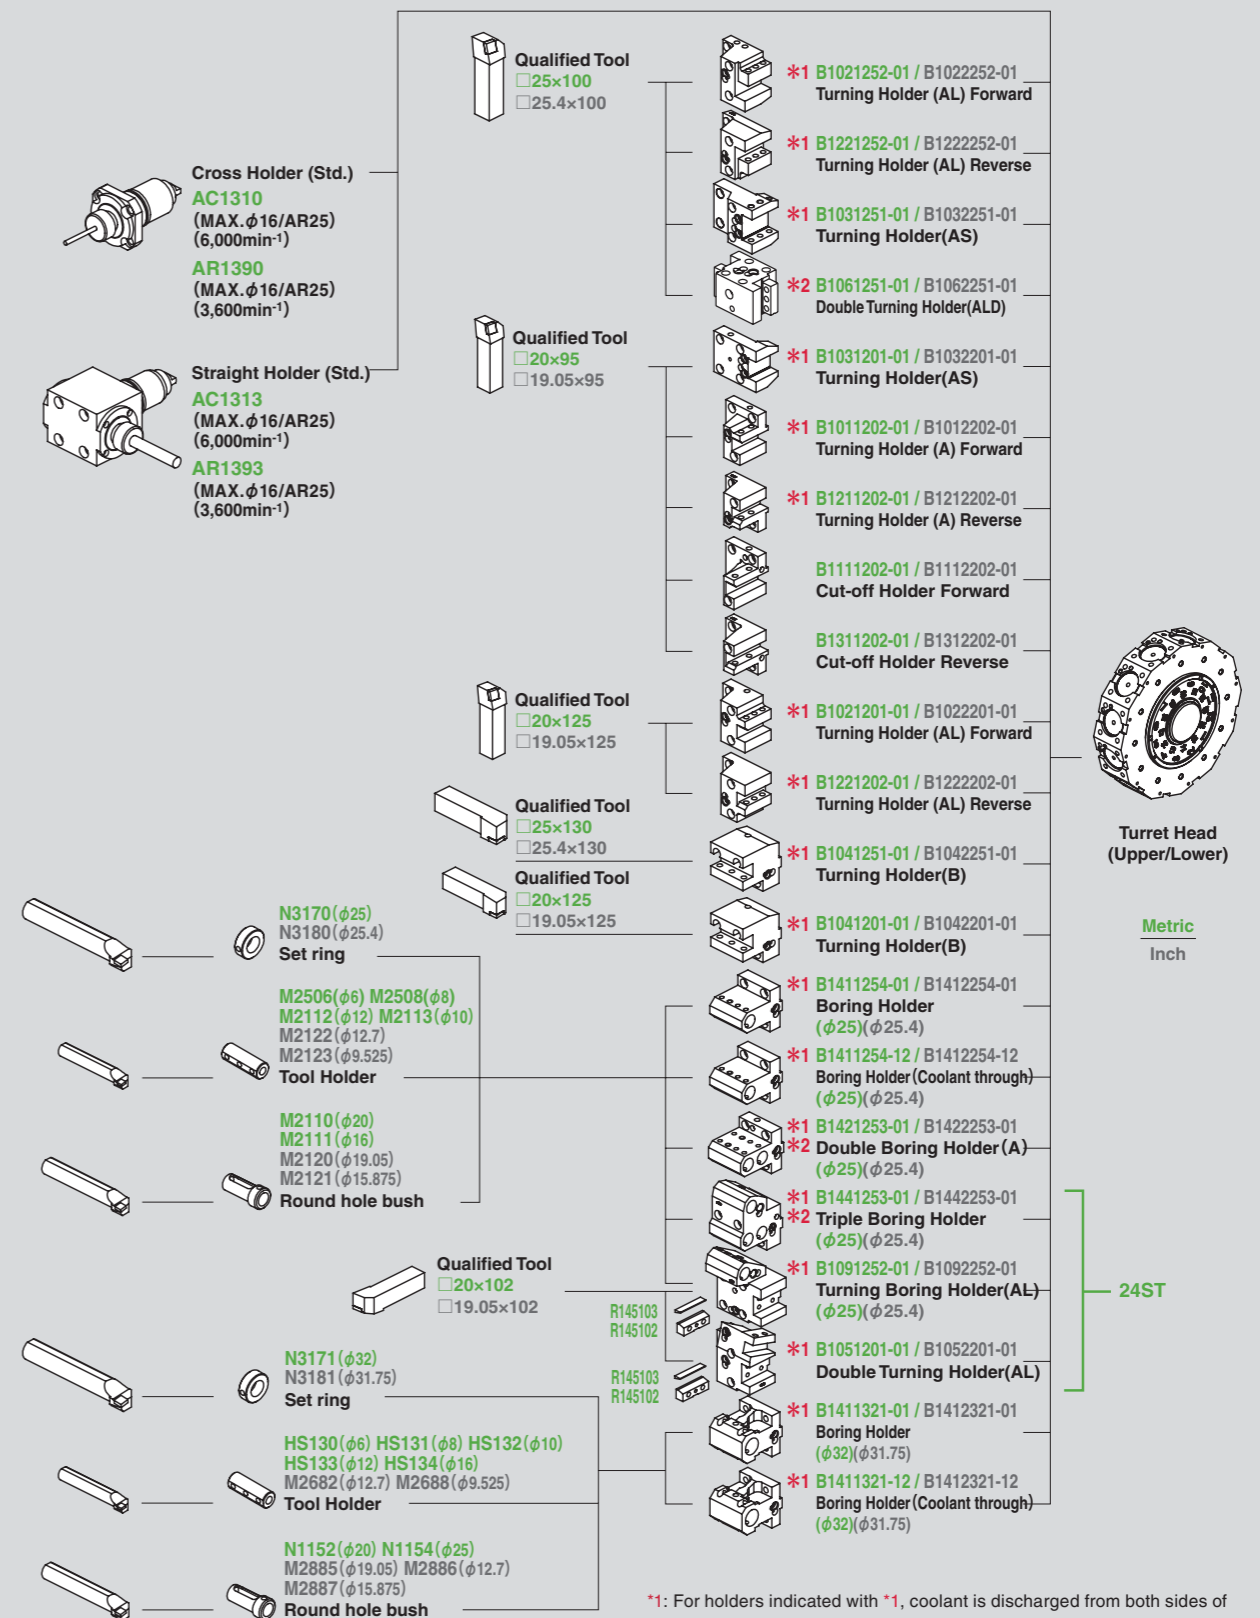 Cross Holder (Std.)
AC1310
(MAX.φ16/AR25)
(6,000min-1)
AR1390
(MAX.φ16/AR25)
(3,600min-1)
Straight Holder (Std.)
AC1313
(MAX.φ16/AR25)
(6,000min-1)
AR1393
(MAX.φ16/AR25)
(3,600min-1)
Qualified Tool
□25×100
□25.4×100
*1 B1021252-01 / B1022252-01
Turning Holder (AL) Forward
*1 B1221252-01 / B1222252-01
Turning Holder (AL) Reverse
*1 B1031251-01 / B1032251-01
Turning Holder(AS)
*2 B1061251-01 / B1062251-01
Double Turning Holder(ALD)
Qualified Tool
□20×95
□19.05×95
*1 B1031201-01 / B1032201-01
Turning Holder(AS)
*1 B1011202-01 / B1012202-01
Turning Holder (A) Forward
*1 B1211202-01 / B1212202-01
Turning Holder (A) Reverse
B1111202-01 / B1112202-01
Cut-off Holder Forward
B1311202-01 / B1312202-01
Cut-off Holder Reverse
Qualified Tool
□20×125
□19.05×125
*1 B1021201-01 / B1022201-01
Turning Holder (AL) Forward
*1 B1221202-01 / B1222202-01
Turning Holder (AL) Reverse
Qualified Tool
□25×130
□25.4×130
*1 B1041251-01 / B1042251-01
Turning Holder(B)
Qualified Tool
□20×125
□19.05×125
*1 B1041201-01 / B1042201-01
Turning Holder(B)
Turret Head
(Upper/Lower)
Metric
Inch
N3170(φ25)
N3180(φ25.4)
Set ring
M2506(φ6) M2508(φ8)
M2112(φ12) M2113(φ10)
M2122(φ12.7)
M2123(φ9.525)
Tool Holder
M2110(φ20)
M2111(φ16)
M2120(φ19.05)
M2121(φ15.875)
Round hole bush
*1 B1411254-01 / B1412254-01
Boring Holder
(φ25)(φ25.4)
*1 B1411254-12 / B1412254-12
Boring Holder(Coolant through)
(φ25)(φ25.4)
*1 B1421253-01 / B1422253-01
*2 Double Boring Holder(A)
(φ25)(φ25.4)
*1 B1441253-01 / B1442253-01
*2 Triple Boring Holder
(φ25)(φ25.4)
Qualified Tool
□20×102
□19.05×102
R145103
R145102
*1 B1091252-01 / B1092252-01
Turning Boring Holder(AL)
(φ25)(φ25.4)
24ST
R145103
R145102
*1 B1051201-01 / B1052201-01
Double Turning Holder(AL)
N3171(φ32)
N3181(φ31.75)
Set ring
HS130(φ6) HS131(φ8) HS132(φ10)
HS133(φ12) HS134(φ16)
M2682(φ12.7) M2688(φ9.525)
Tool Holder
N1152(φ20) N1154(φ25)
M2885(φ19.05) M2886(φ12.7)
M2887(φ15.875)
Round hole bush
*1 B1411321-01 / B1412321-01
Boring Holder
(φ32)(φ31.75)
*1 B1411321-12 / B1412321-12
Boring Holder(Coolant through)
(φ32)(φ31.75)
*1: For holders indicated with *1, coolant is discharged from both sides of